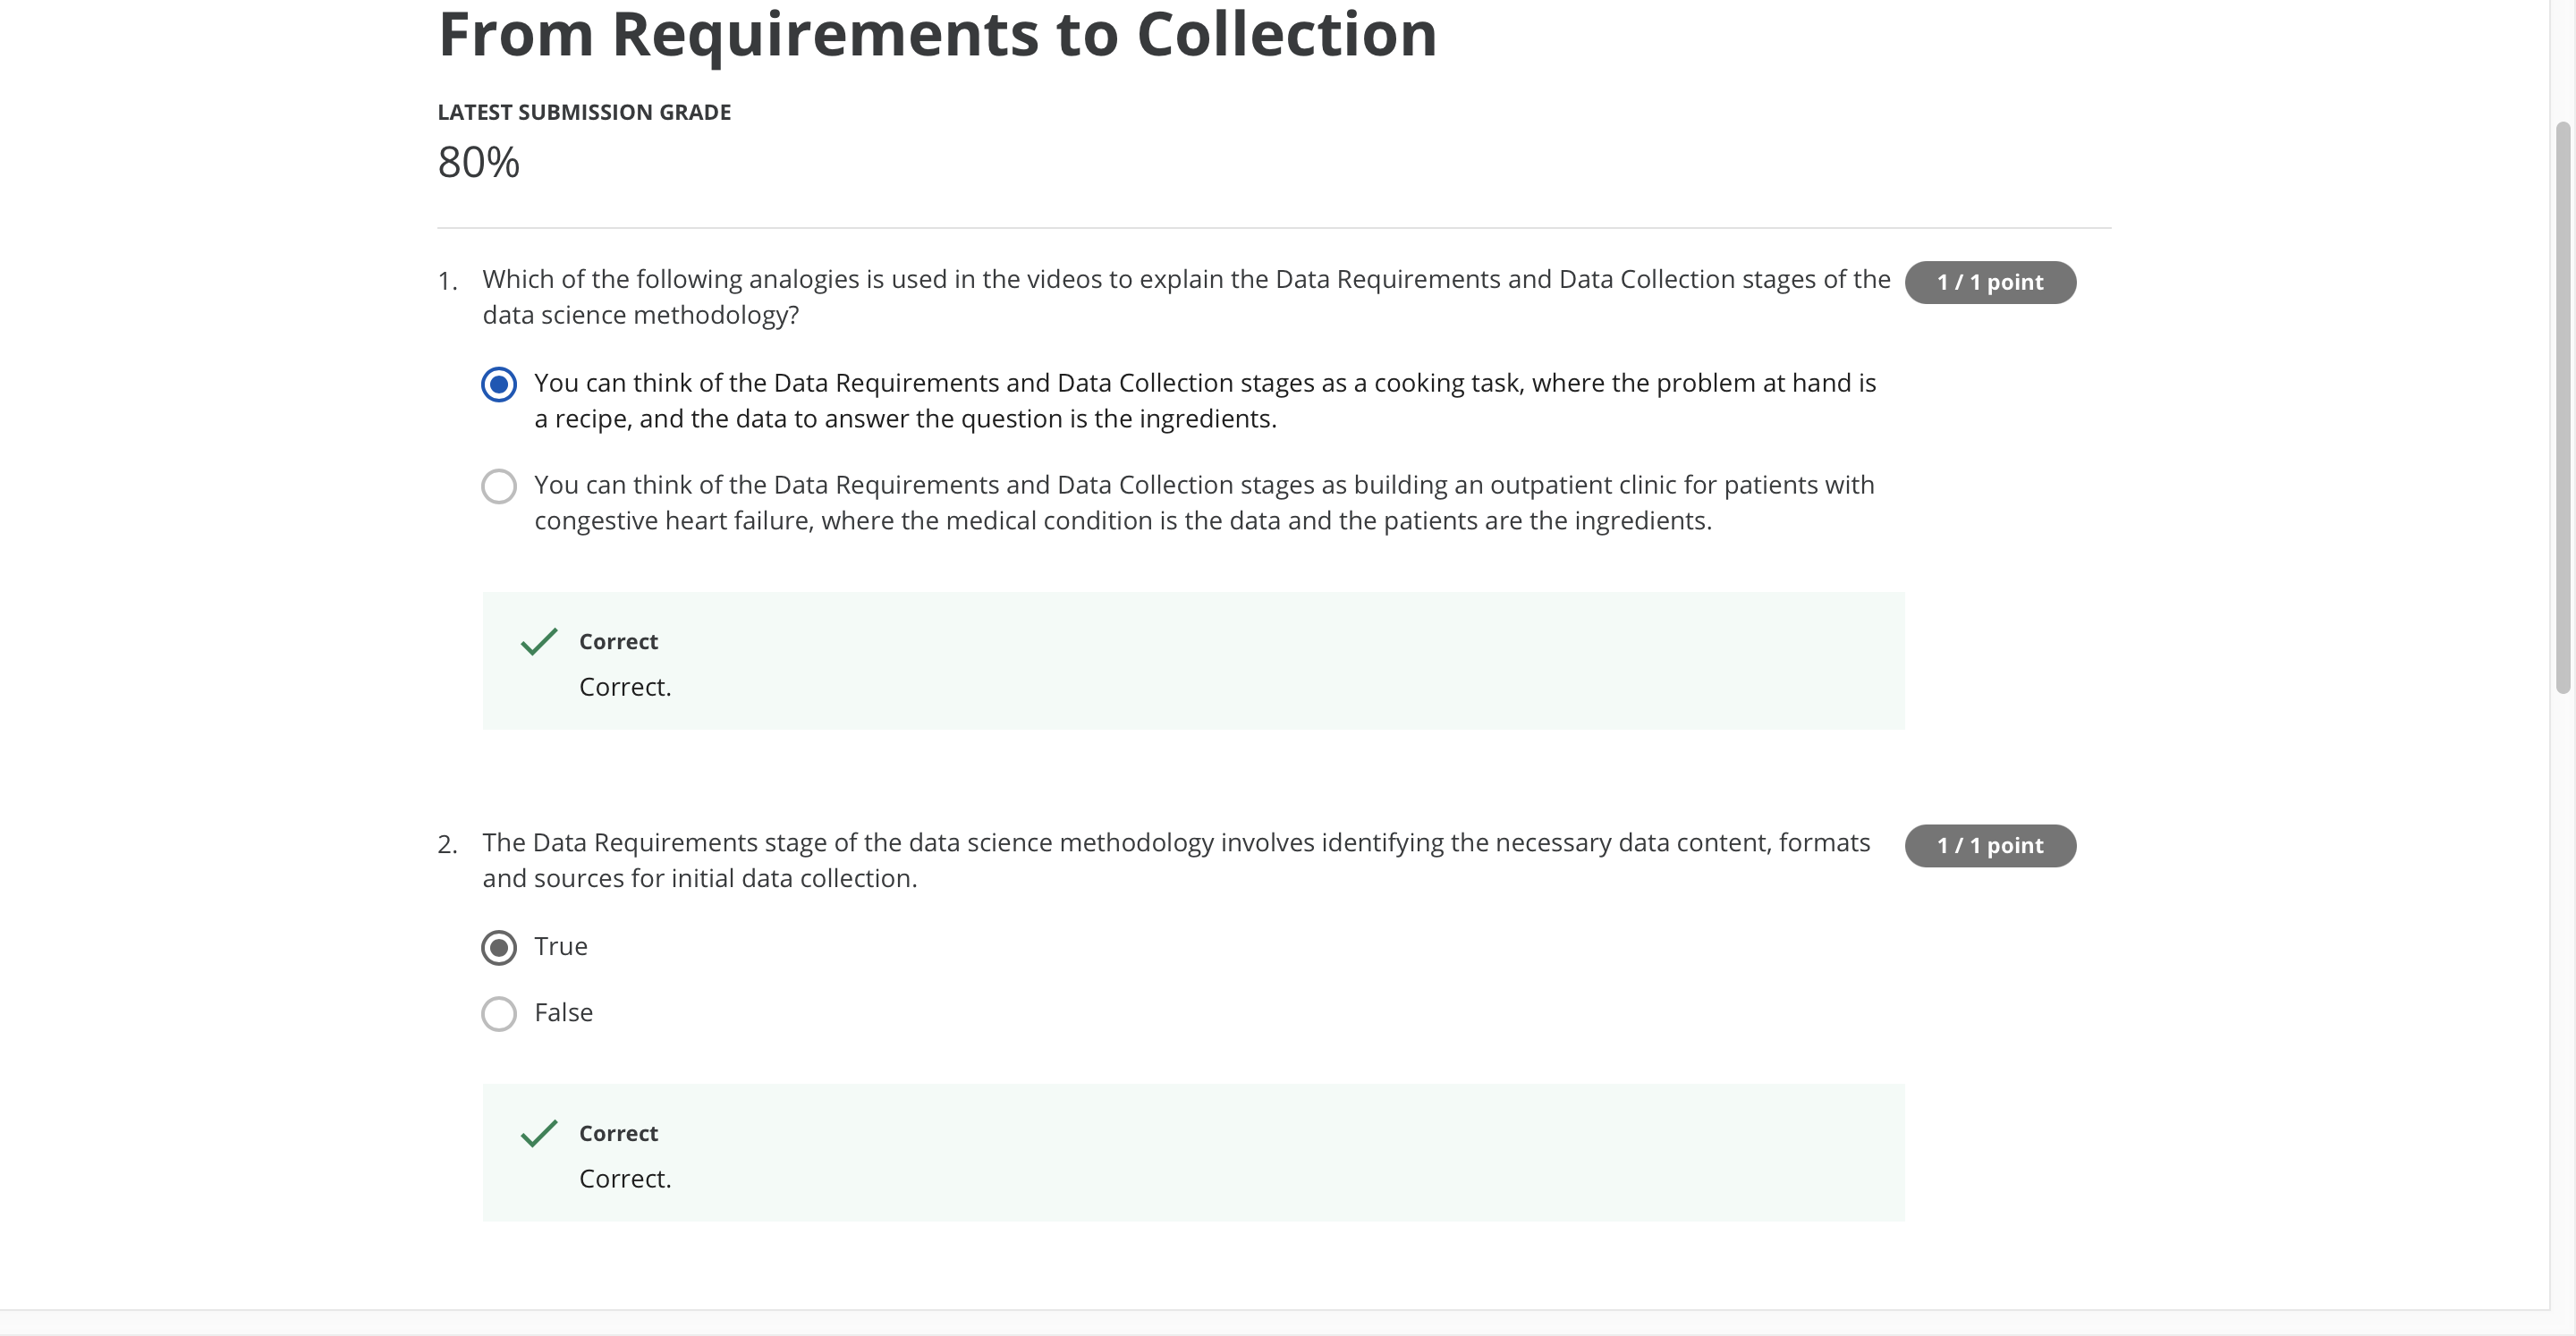 From Requirements to Collection
LATEST SUBMISSION GRADE
80%
1. Which of the following analogies is used in the videos to explain the Data Requirements and Data Collection stages of the
data science methodology?
1 / 1 point
You can think of the Data Requirements and Data Collection stages as a cooking task, where the problem at hand is
a recipe, and the data to answer the question is the ingredients.
You can think of the Data Requirements and Data Collection stages as building an outpatient clinic for patients with
congestive heart failure, where the medical condition is the data and the patients are the ingredients.
Correct
Correct.
2. The Data Requirements stage of the data science methodology involves identifying the necessary data content, formats
and sources for initial data collection.
1 / 1 point
True
False
Correct
Correct.